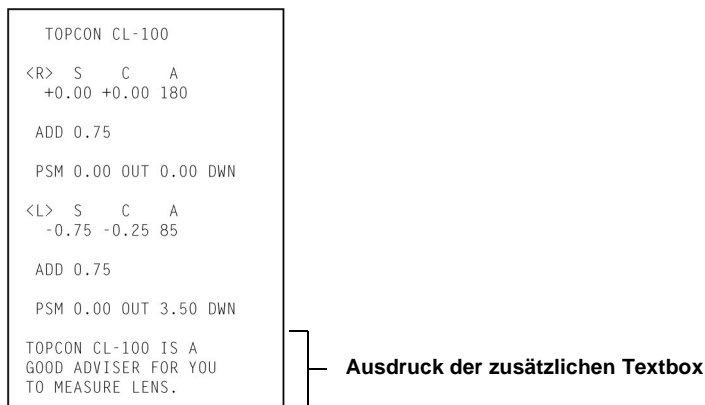 TOPCON CL-100
<R> S C A
+0.00 +0.00 180
ADD 0.75
PSM 0.00 OUT 0.00 DWN
<L> S C A
-0.75 -0.25 85
ADD 0.75
PSM 0.00 OUT 3.50 DWN
TOPCON CL-100 IS A
GOOD ADVISER FOR YOU
TO MEASURE LENS.
Ausdruck der zusätzlichen Textbox